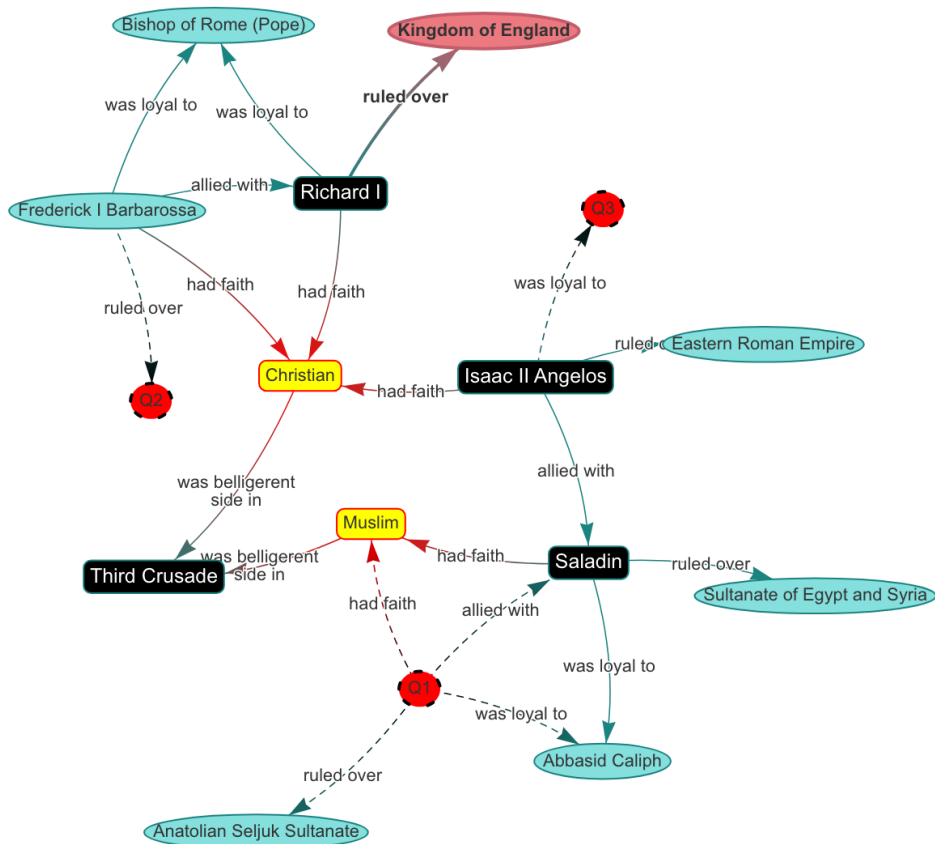 Bishop of Rome (Pope)
Kingdom of England
was loyal to
was loyal to
ruled over
allied with
Richard I
Frederick I Barbarossa
Q3
had faith
had faith
was loyal to
ruled over
ruled o
Eastern Roman Empire
Christian
had faith
Isaac II Angelos
Q2
was belligerent
side in
allied with
Muslim
was belligerent
side in
had faith
Third Crusade
Saladin
ruled over
Sultanate of Egypt and Syria
had faith
allied with
was loyal to
Q1
was loyal to
Abbasid Caliph
ruled over
Anatolian Seljuk Sultanate